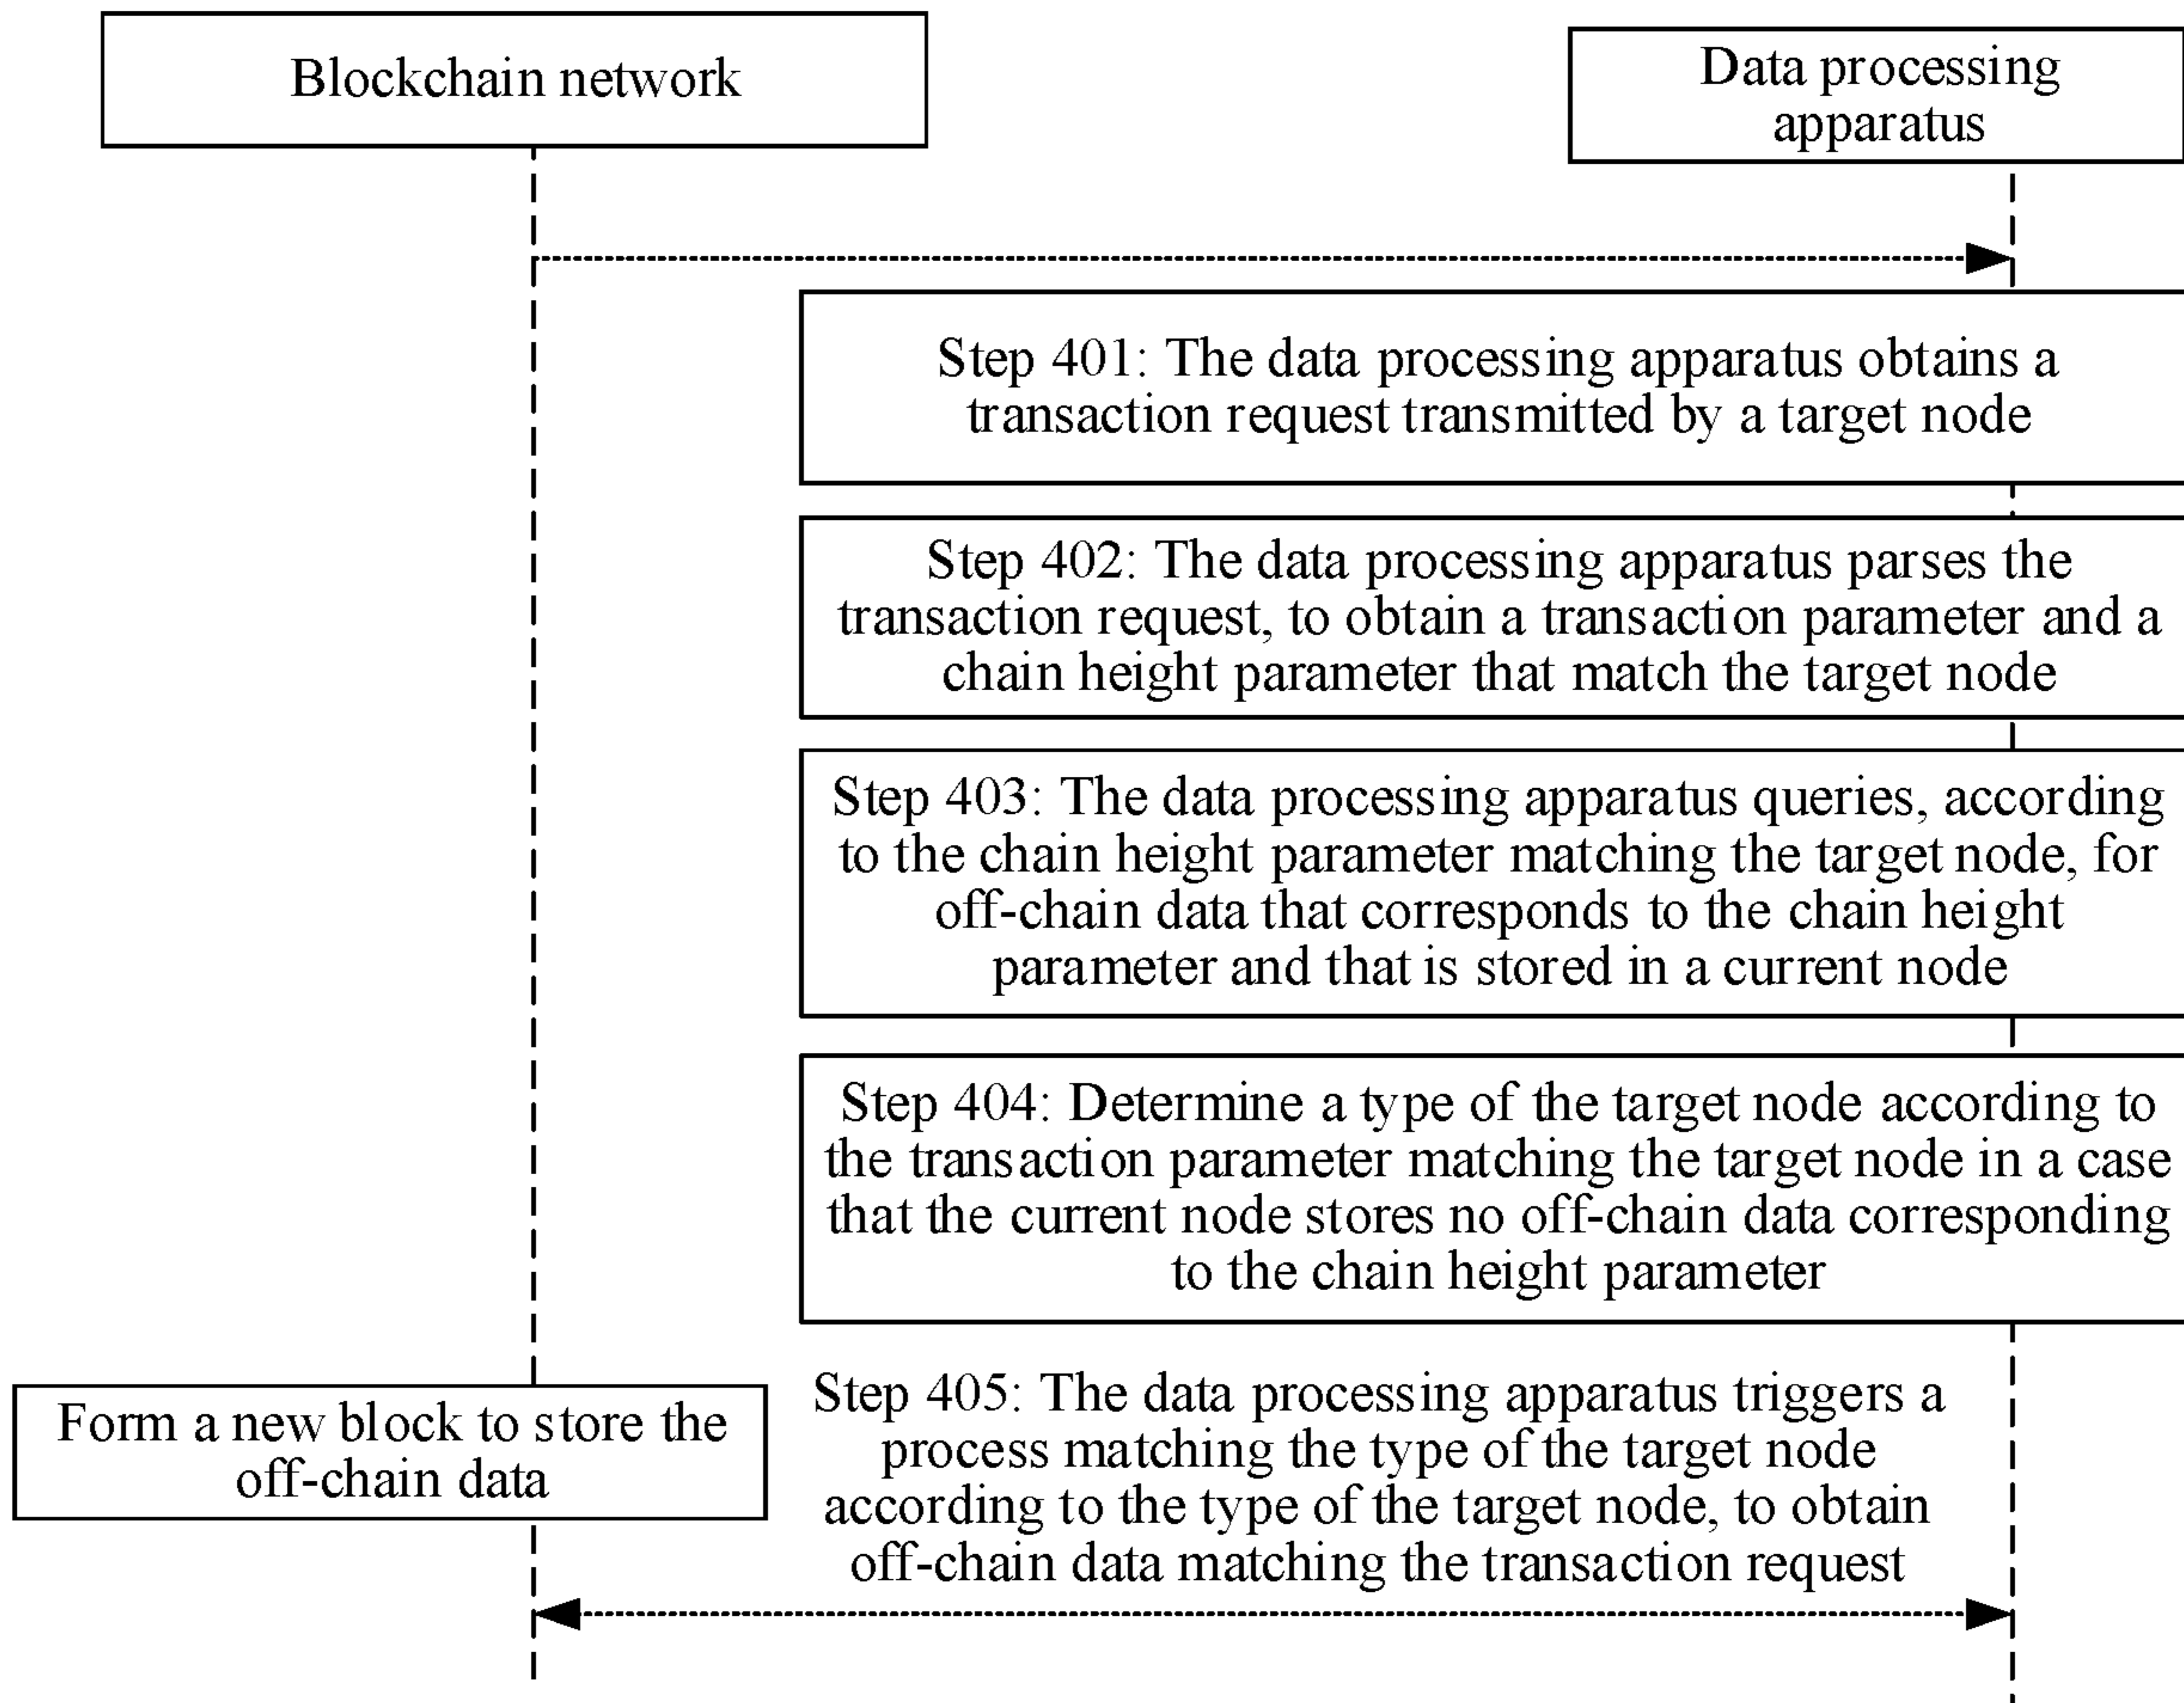 Blockchain network
Data processing
apparatus
Step 401: The data processing apparatus obtains a
transaction request transmitted by a target node
Step 402: The data processing apparatus parses the
transaction request, to obtain a transaction parameter and a
chain height parameter that match the target node
Step 403: The data processing apparatus queries, according
to the chain height parameter matching the target node, for
off-chain data that corresponds to the chain height
parameter and that is stored in a current node
Step 404: Determine a type of the target node according to
the transaction parameter matching the target node in a case
that the current node stores no off-chain data corresponding
to the chain height parameter
Form a new block to store the
off-chain data
Step 405: The data processing apparatus triggers a
process matching the type of the target node
according to the type of the target node, to obtain
off-chain data matching the transaction request